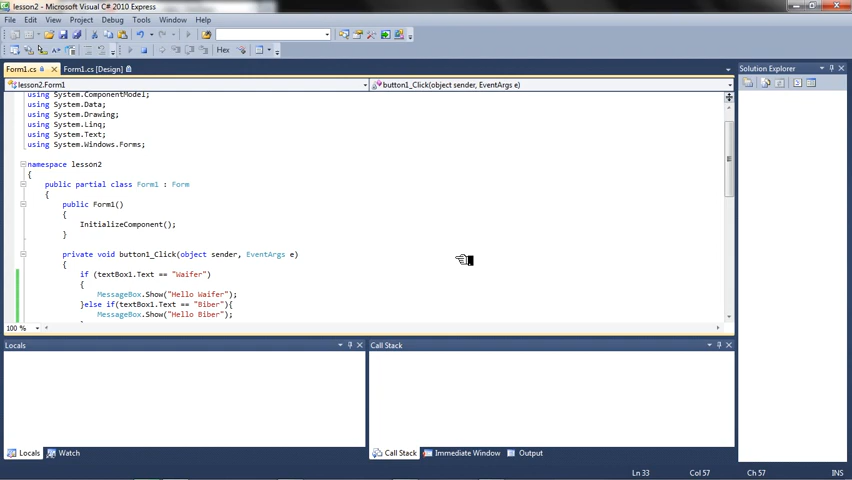 lesson2 - Microsoft Visual C# 2010 Express
File Edit View Project Debug Tools Window Help
Hex
Form1.cs Form1.cs [Design]
Solution Explorer
lesson2.Form1 button1_Click(object sender, EventArgs e)
using System.ComponentModel;
using System.Data;
using System.Drawing;
using System.Linq;
using System.Text;
using System.Windows.Forms;
namespace lesson2
{
public partial class Form1 : Form
{
public Form1()
{
InitializeComponent();
}
private void button1_Click(object sender, EventArgs e)
{
if (textBox1.Text == "Waifer")
{
MessageBox.Show("Hello Waifer");
}else if(textBox1.Text == "Biber"){
MessageBox.Show("Hello Biber");
100 %
Locals Call Stack
Locals Watch Call Stack Immediate Window Output
Ln 33 Col 57 Ch 57 INS